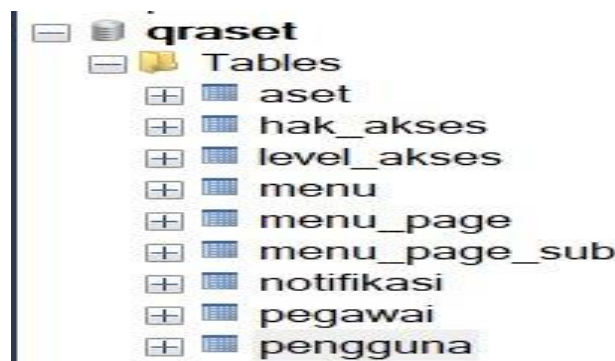 qraset
Tables
aset
hak_akses
level_akses
menu
menu_page
menu_page_sub
notifikasi
pegawai
pengguna